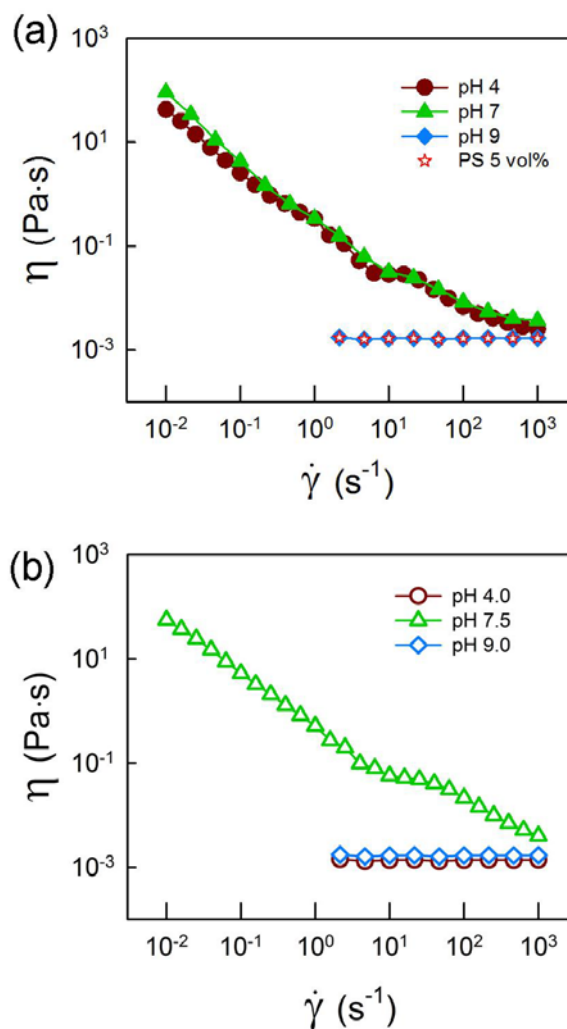 (a)
10³
10¹
10⁻¹
10⁻³
η (Pa·s)
pH 4
pH 7
pH 9
PS 5 vol%
10⁻² 10⁻¹ 10⁰ 10¹ 10² 10³
γ̇ (s⁻¹)
(b)
10³
10¹
10⁻¹
10⁻³
η (Pa·s)
pH 4.0
pH 7.5
pH 9.0
10⁻² 10⁻¹ 10⁰ 10¹ 10² 10³
γ̇ (s⁻¹)